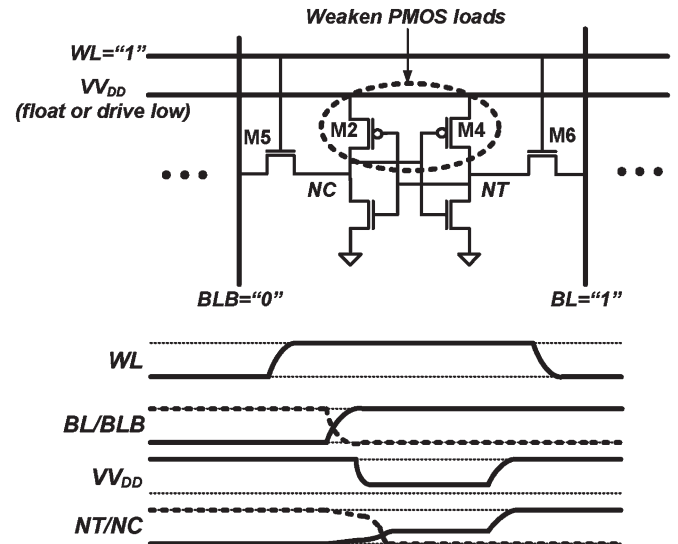 Weaken PMOS loads
WL="1"
VVDD
(float or drive low)
M5
M2
M4
M6
NC
NT
BLB="0"
BL="1"
WL
BL/BLB
VVDD
NT/NC